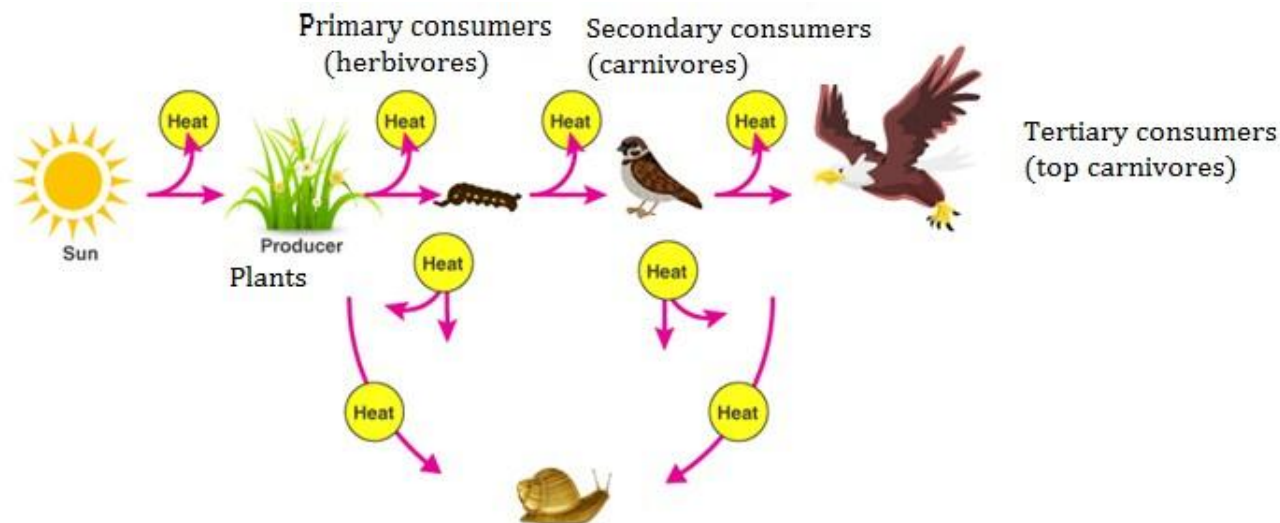 Primary consumers
(herbivores)
Secondary consumers
(carnivores)
Heat
Heat
Heat
Heat
Tertiary consumers
(top carnivores)
Sun
Producer
Plants
Heat
Heat
Heat
Heat